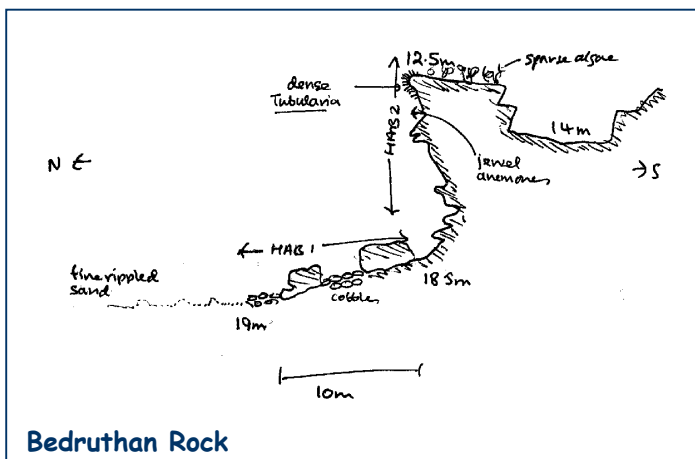 12.5m
sparse algae
dense
Tubularia
HAB 2
14m
N
S
jewel
anemones
HAB 1
18.5m
fine rippled
sand
cobbles
19m
10m
Bedruthan Rock